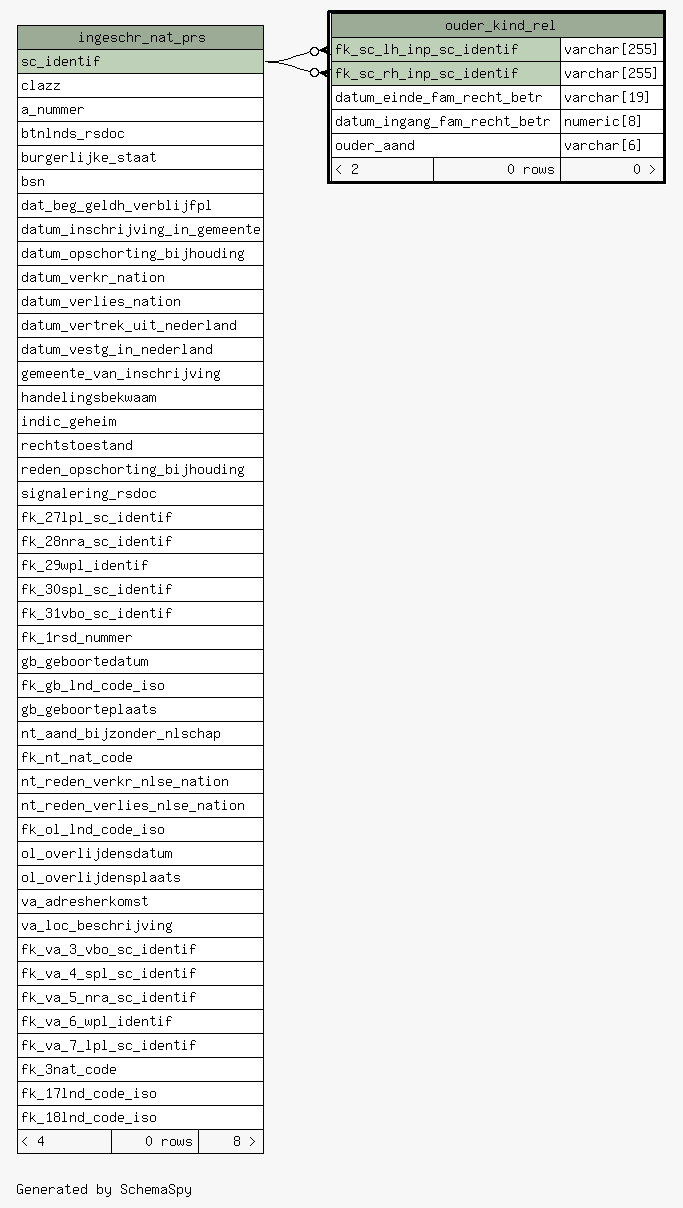 ingeschr_nat_prs
sc_identif
clazz
a_nummer
btnlnds_rsdoc
burgerlijke_staat
bsn
dat_beg_geldh_verblijfpl
datum_inschrijving_in_gemeente
datum_opschorting_bijhouding
datum_verkr_nation
datum_verlies_nation
datum_vertrek_uit_nederland
datum_vestg_in_nederland
gemeente_van_inschrijving
handelingsbekwaam
indic_geheim
rechtstoestand
reden_opschorting_bijhouding
signalering_rsdoc
fk_27lpl_sc_identif
fk_28nra_sc_identif
fk_29wpl_identif
fk_30spl_sc_identif
fk_31vbo_sc_identif
fk_1rsd_nummer
gb_geboortedatum
fk_gb_lnd_code_iso
gb_geboorteplaats
nt_aand_bijzonder_nlschap
fk_nt_nat_code
nt_reden_verkr_nlse_nation
nt_reden_verlies_nlse_nation
fk_ol_lnd_code_iso
ol_overlijdensdatum
ol_overlijdensplaats
va_adresherkomst
va_loc_beschrijving
fk_va_3_vbo_sc_identif
fk_va_4_spl_sc_identif
fk_va_5_nra_sc_identif
fk_va_6_wpl_identif
fk_va_7_lpl_sc_identif
fk_3nat_code
fk_17lnd_code_iso
fk_18lnd_code_iso
< 4 0 rows 8 >
ouder_kind_rel
fk_sc_lh_inp_sc_identif varchar[255]
fk_sc_rh_inp_sc_identif varchar[255]
datum_einde_fam_recht_betr varchar[19]
datum_ingang_fam_recht_betr numeric[8]
ouder_aand varchar[6]
< 2 0 rows 0 >
Generated by SchemaSpy